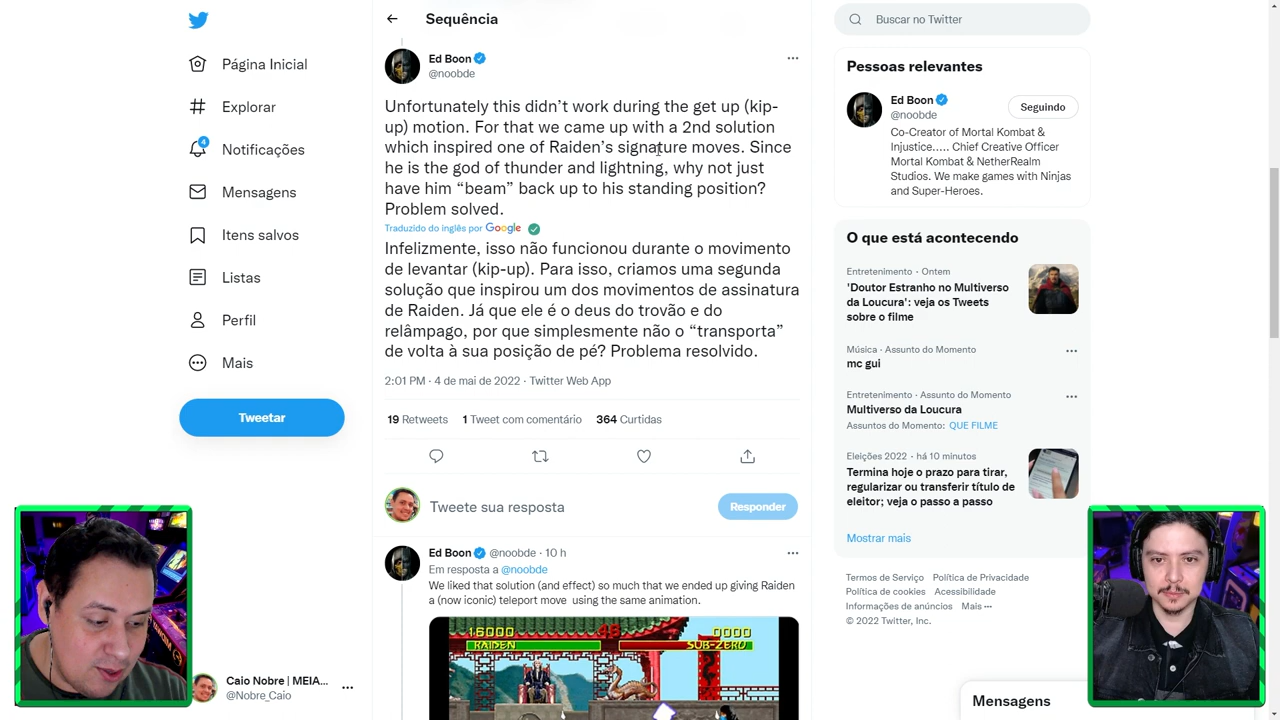 Sequência
Ed Boon
@noobde
Unfortunately this didn't work during the get up (kip-
up) motion. For that we came up with a 2nd solution
which inspired one of Raiden's signature moves. Since
he is the god of thunder and lightning, why not just
have him “beam” back up to his standing position?
Problem solved.
Traduzido do inglês por Google
Infelizmente, isso não funcionou durante o movimento
de levantar (kip-up). Para isso, criamos uma segunda
solução que inspirou um dos movimentos de assinatura
de Raiden. Já que ele é o deus do trovão e do
relâmpago, por que simplesmente não o “transporta”
de volta à sua posição de pé? Problema resolvido.
2:01 PM · 4 de mai de 2022 · Twitter Web App
19 Retweets 1 Tweet com comentário 364 Curtidas
Tweete sua resposta
Responder
Ed Boon @noobde · 10 h
Em resposta a @noobde
We liked that solution (and effect) so much that we ended up giving Raiden
a (now iconic) teleport move using the same animation.
16000 48 0000
RAIDEN SUB-ZERO
Página Inicial
Explorar
4
Notificações
Mensagens
Itens salvos
Listas
Perfil
Mais
Tweetar
Caio Nobre | MEIA...
@Nobre_Caio
Buscar no Twitter
Pessoas relevantes
Ed Boon
@noobde
Seguindo
Co-Creator of Mortal Kombat &
Injustice..... Chief Creative Officer
Mortal Kombat & NetherRealm
Studios. We make games with Ninjas
and Super-Heroes.
O que está acontecendo
Entretenimento · Ontem
'Doutor Estranho no Multiverso
da Loucura': veja os Tweets
sobre o filme
Música · Assunto do Momento
mc gui
Entretenimento · Assunto do Momento
Multiverso da Loucura
Assuntos do Momento: QUE FILME
Eleições 2022 · há 10 minutos
Termina hoje o prazo para tirar,
regularizar ou transferir título de
eleitor; veja o passo a passo
Mostrar mais
Termos de Serviço Política de Privacidade
Política de cookies Acessibilidade
Informações de anúncios Mais
© 2022 Twitter, Inc.
Mensagens